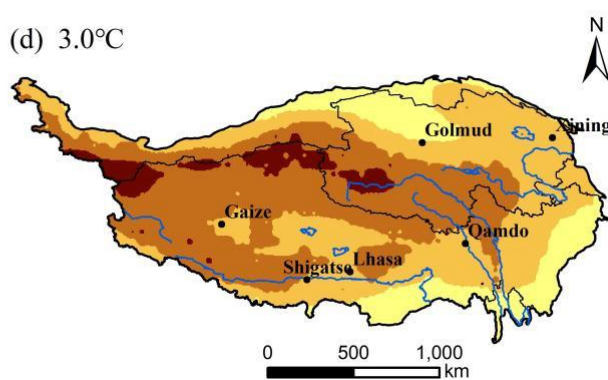 (d) 3.0°C
N
Golmud
Xining
Gaize
Qamdo
Shigatse
Lhasa
0 500 1,000
km